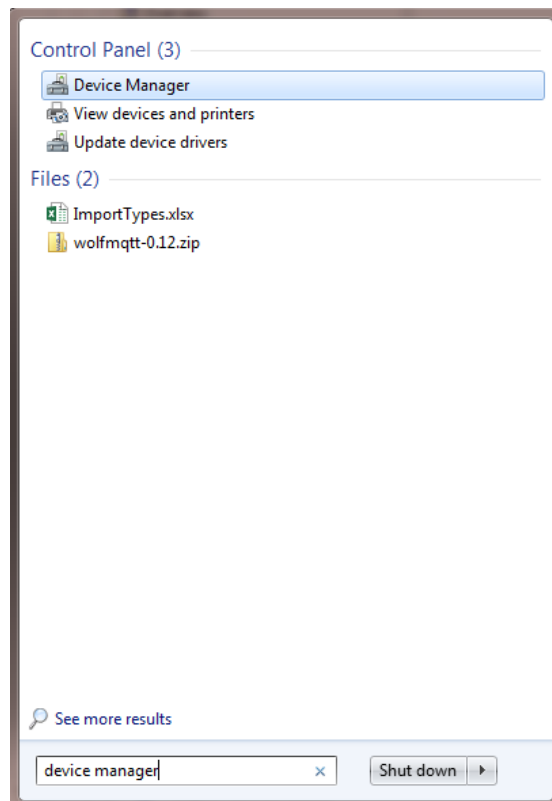 Control Panel (3)
Device Manager
View devices and printers
Update device drivers
Files (2)
ImportTypes.xlsx
wolfmqtt-0.12.zip
See more results
device manager
Shut down